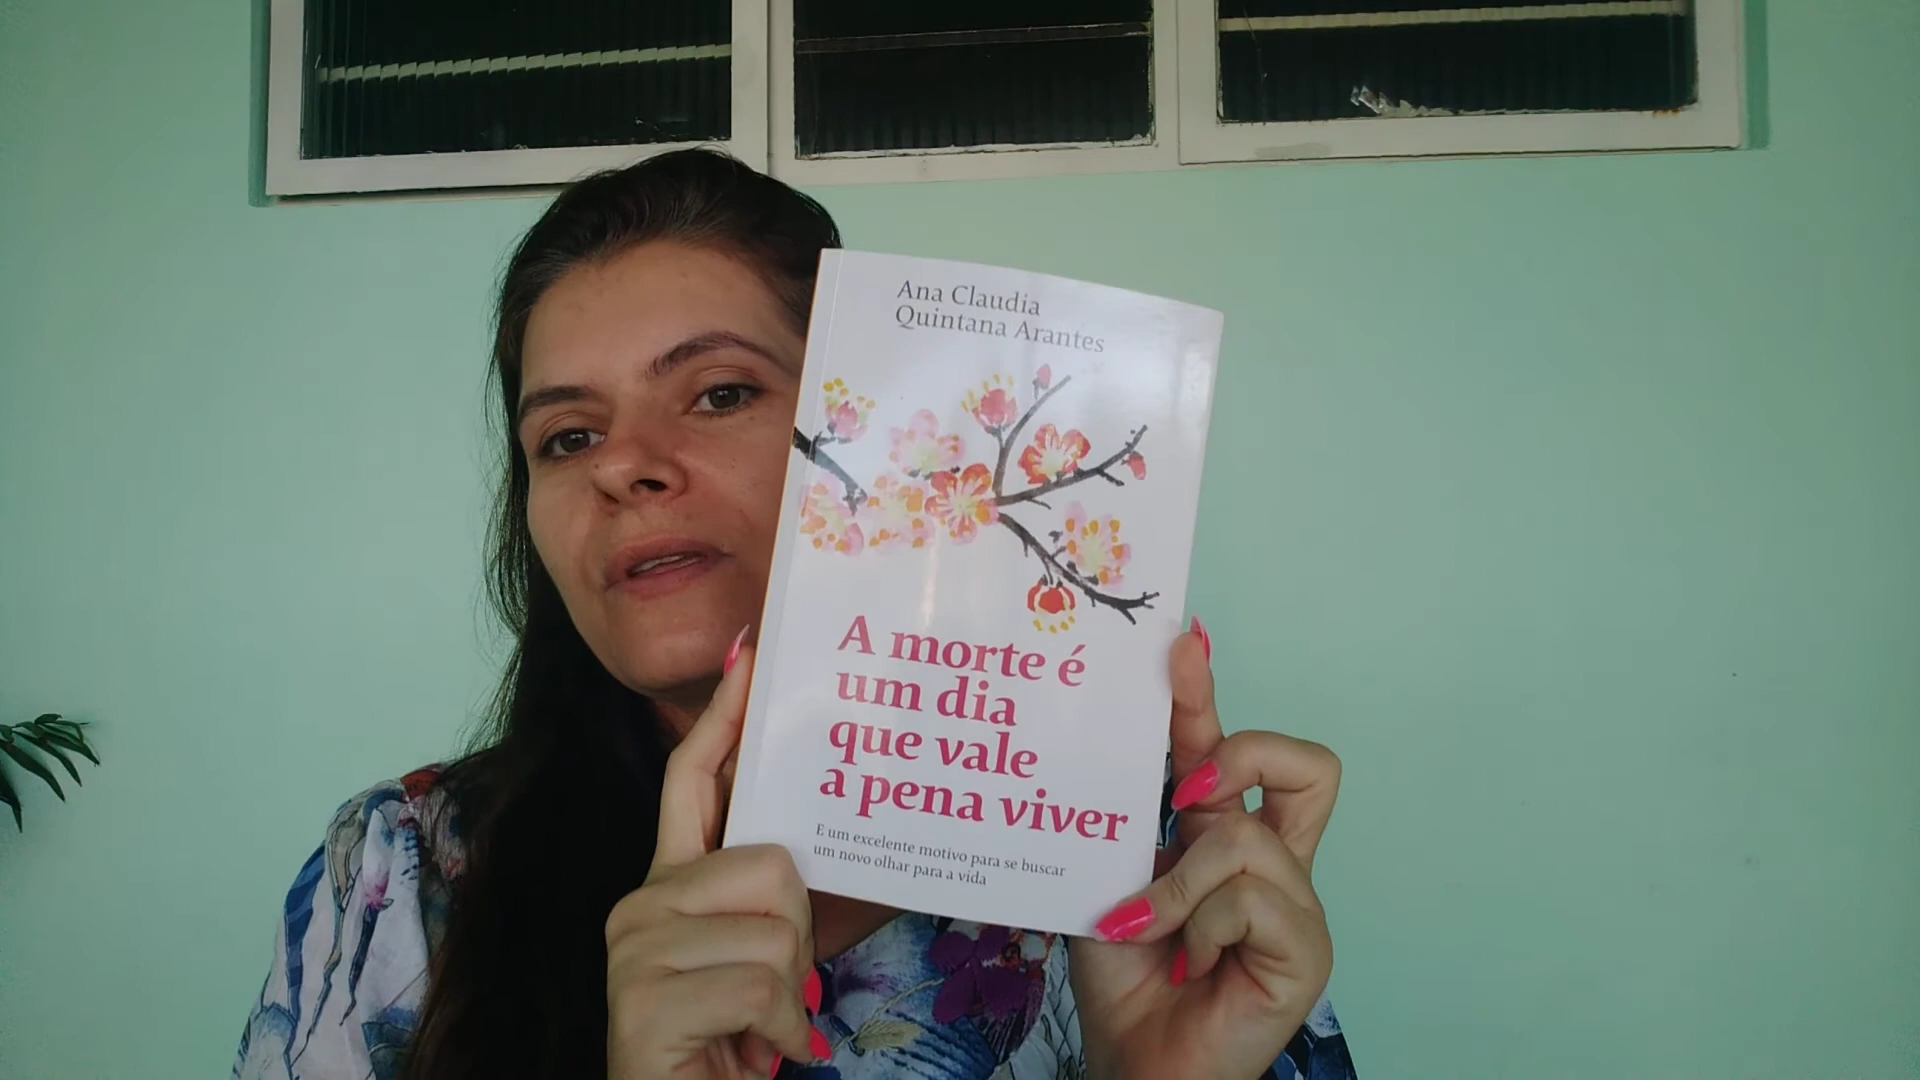 Ana Claudia
Quintana Arantes
A morte é
um dia
que vale
a pena viver
E um excelente motivo para se buscar
um novo olhar para a vida